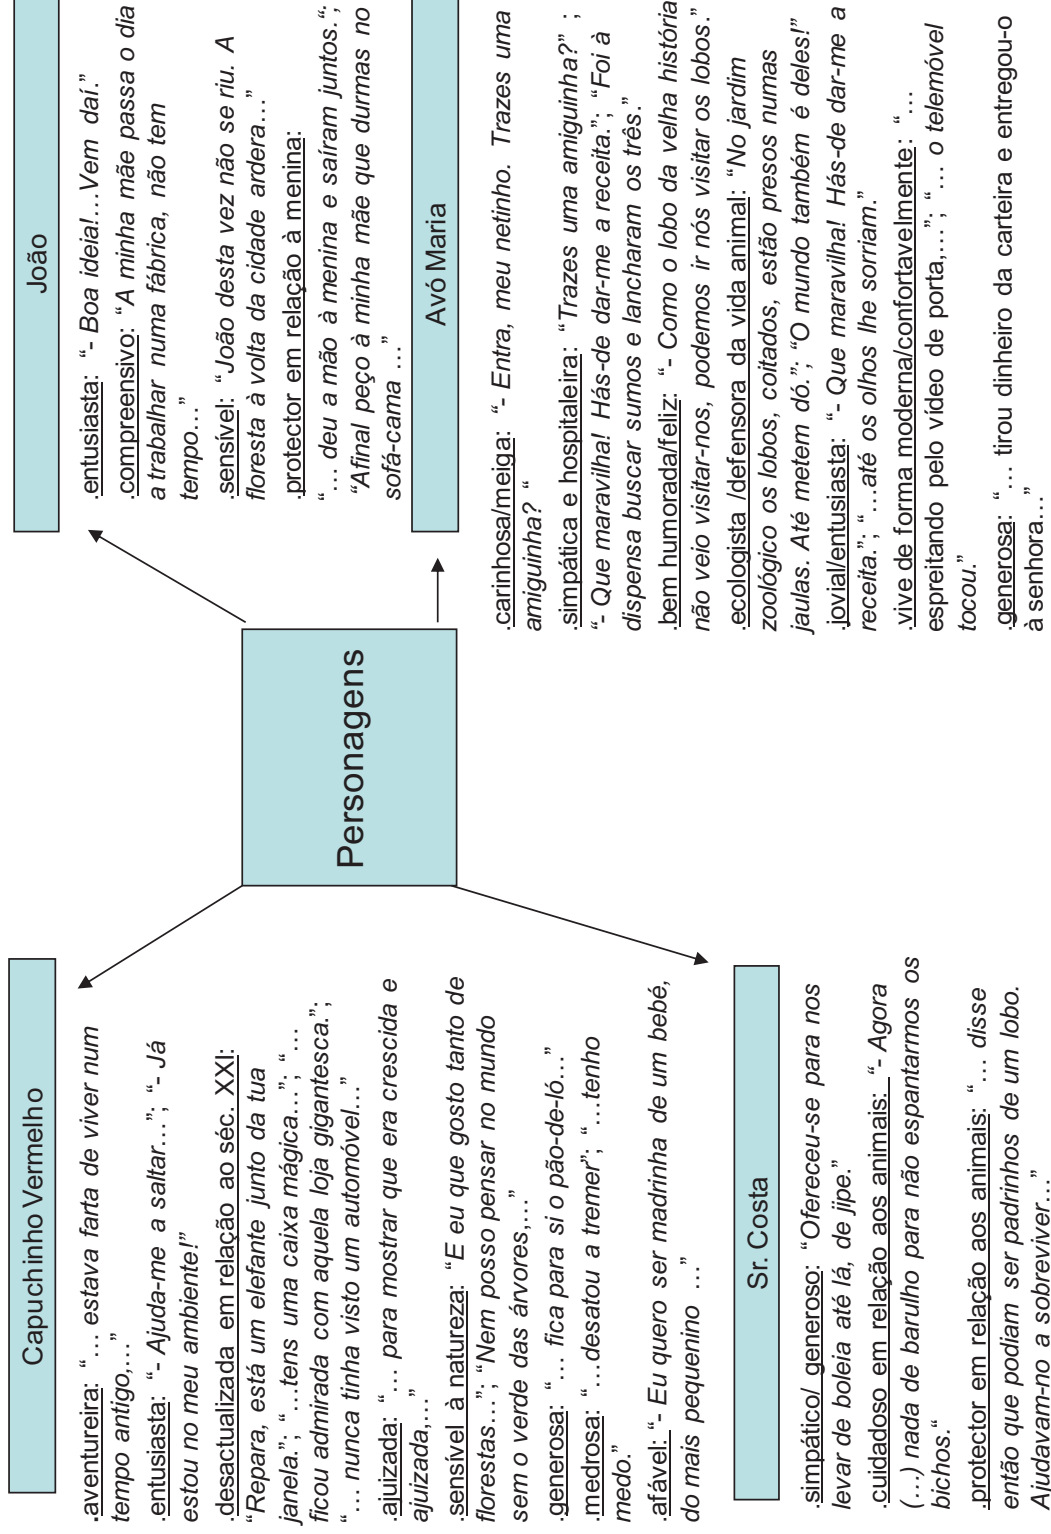 Capuchinho Vermelho
.aventureira: “… estava farta de viver num
tempo antigo,…”
.entusiasta: “- Ajuda-me a saltar…”; “- Já
estou no meu ambiente!”
.desactualizada em relação ao séc. XXI:
“Repara, está um elefante junto da tua
janela.”; “…tens uma caixa mágica…”; “…
ficou admirada com aquela loja gigantesca.”;
“… nunca tinha visto um automóvel…”
.ajuizada: “… para mostrar que era crescida e
ajuizada,…”
.sensível à natureza: “E eu que gosto tanto de
florestas…”; “Nem posso pensar no mundo
sem o verde das árvores,…”
.generosa: “… fica para si o pão-de-ló…”
.medrosa: “…desatou a tremer”; “…tenho
medo.”
.afável: “- Eu quero ser madrinha de um bebé,
do mais pequenino …”
Sr. Costa
.simpático/ generoso: “Ofereceu-se para nos
levar de boleia até lá, de jipe.”
.cuidadoso em relação aos animais: “- Agora
(…) nada de barulho para não espantarmos os
bichos.“
.protector em relação aos animais: “… disse
então que podiam ser padrinhos de um lobo.
Ajudavam-no a sobreviver…”
Personagens
João
.entusiasta: “- Boa ideia!…Vem daí.”
.compreensivo: “A minha mãe passa o dia
a trabalhar numa fábrica, não tem
tempo…”
.sensível: “João desta vez não se riu. A
floresta à volta da cidade ardera…”
.protector em relação à menina:
“… deu a mão à menina e saíram juntos.“;
“Afinal peço à minha mãe que durmas no
sofá-cama …”
Avó Maria
.carinhosa/meiga: “- Entra, meu netinho. Trazes uma
amiguinha? “
.simpática e hospitaleira: “Trazes uma amiguinha?” ;
“- Que maravilha! Hás-de dar-me a receita.”; “Foi à
dispensa buscar sumos e lancharam os três.”
.bem humorada/feliz: “- Como o lobo da velha história
não veio visitar-nos, podemos ir nós visitar os lobos.”
.ecologista /defensora da vida animal: “No jardim
zoológico os lobos, coitados, estão presos numas
jaulas. Até metem dó.”; “O mundo também é deles!”
.jovial/entusiasta: “- Que maravilha! Hás-de dar-me a
receita.”; “…até os olhos lhe sorriam.”
.vive de forma moderna/confortavelmente: “…
espreitando pelo vídeo de porta,…”; “… o telemóvel
tocou.”
.generosa: “… tirou dinheiro da carteira e entregou-o
à senhora…”